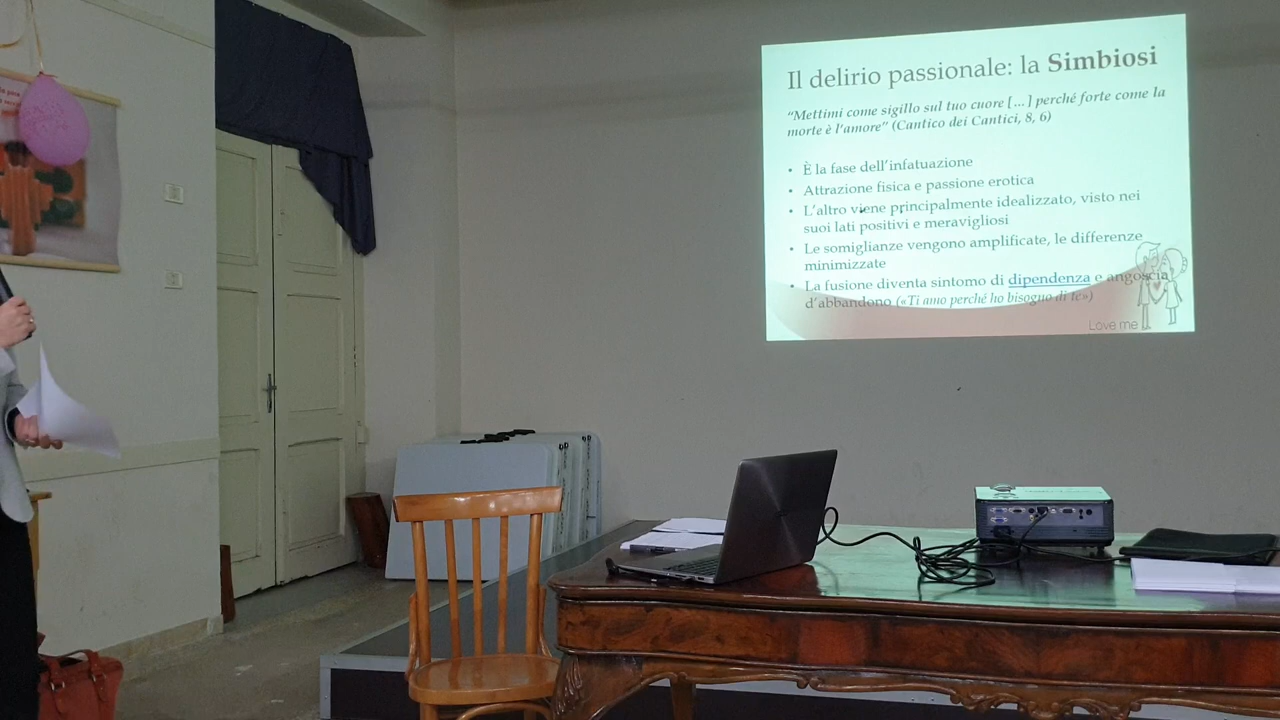 Il delirio passionale: la Simbiosi
“Mettimi come sigillo sul tuo cuore [...] perché forte come la
morte è l'amore” (Cantico dei Cantici, 8, 6)
• È la fase dell'infatuazione
• Attrazione fisica e passione erotica
• L'altro viene principalmente idealizzato, visto nei
suoi lati positivi e meravigliosi
• Le somiglianze vengono amplificate, le differenze
minimizzate
• La fusione diventa sintomo di dipendenza e angoscia
d'abbandono («Ti amo perché ho bisogno di te»)
Love me